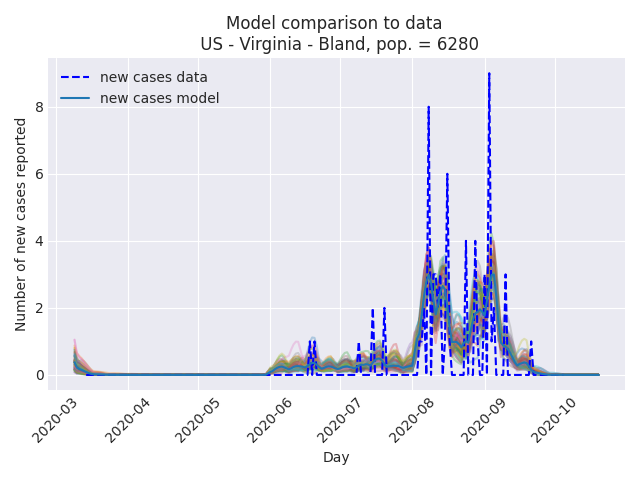 Model comparison to data
US - Virginia - Bland, pop. = 6280
new cases data
new cases model
Number of new cases reported
8
6
4
2
0
2020-03
2020-04
2020-05
2020-06
2020-07
2020-08
2020-09
2020-10
Day